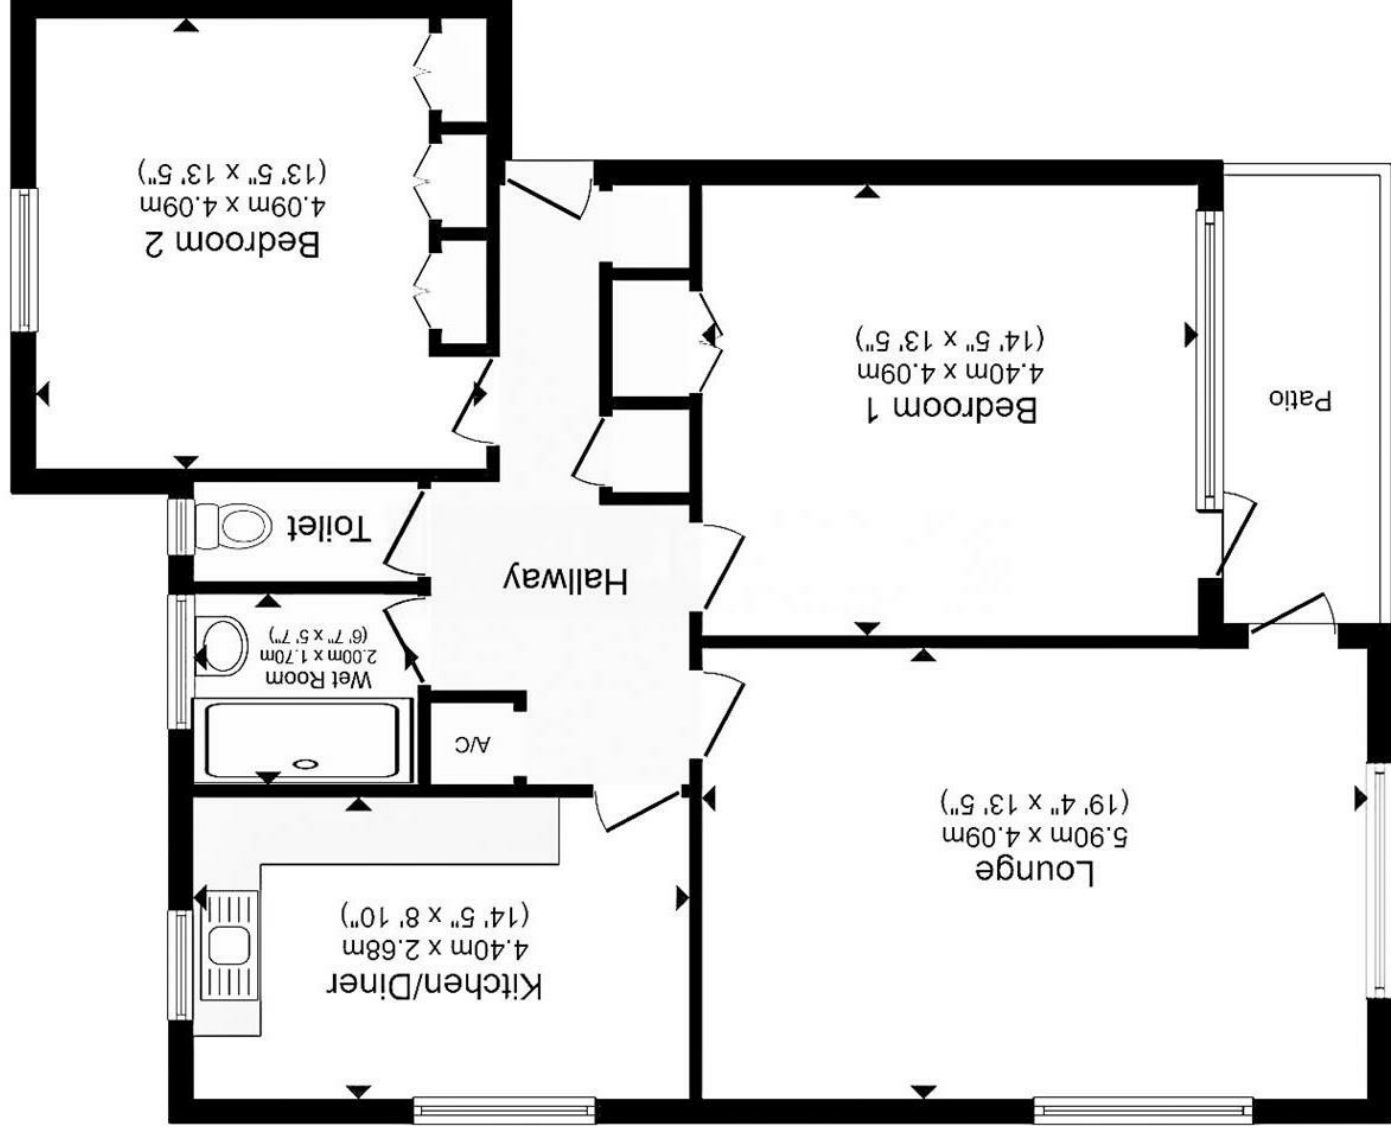 Lounge
5.90m x 4.09m
(19' 4" x 13' 5")
Kitchen/Diner
4.40m x 2.68m
(14' 5" x 8' 10")
A/C
Wet Room
2.00m x 1.70m
(6' 7" x 5' 7")
Hallway
Toilet
Patio
Bedroom 1
4.40m x 4.09m
(14' 5" x 13' 5")
Bedroom 2
4.09m x 4.09m
(13' 5" x 13' 5")